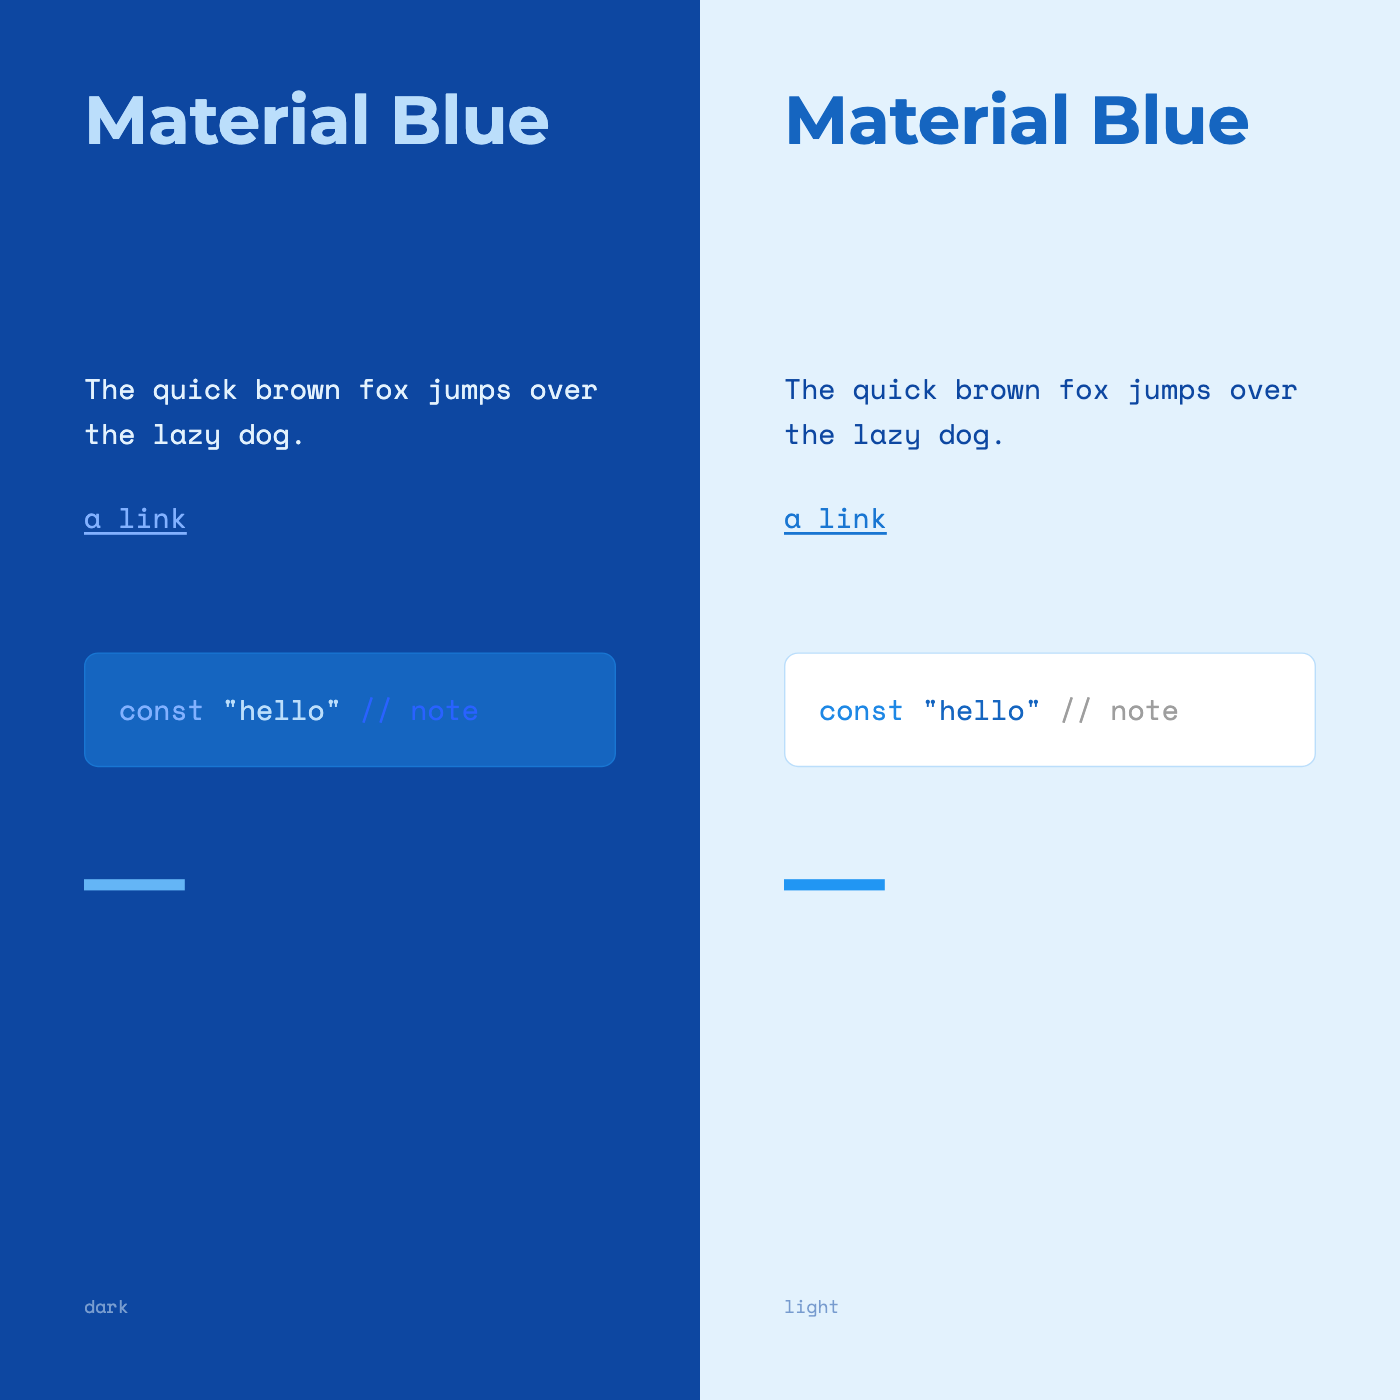 Material Blue
The quick brown fox jumps over
the lazy dog.
a link
const "hello" // note
dark
Material Blue
The quick brown fox jumps over
the lazy dog.
a link
const "hello" // note
light